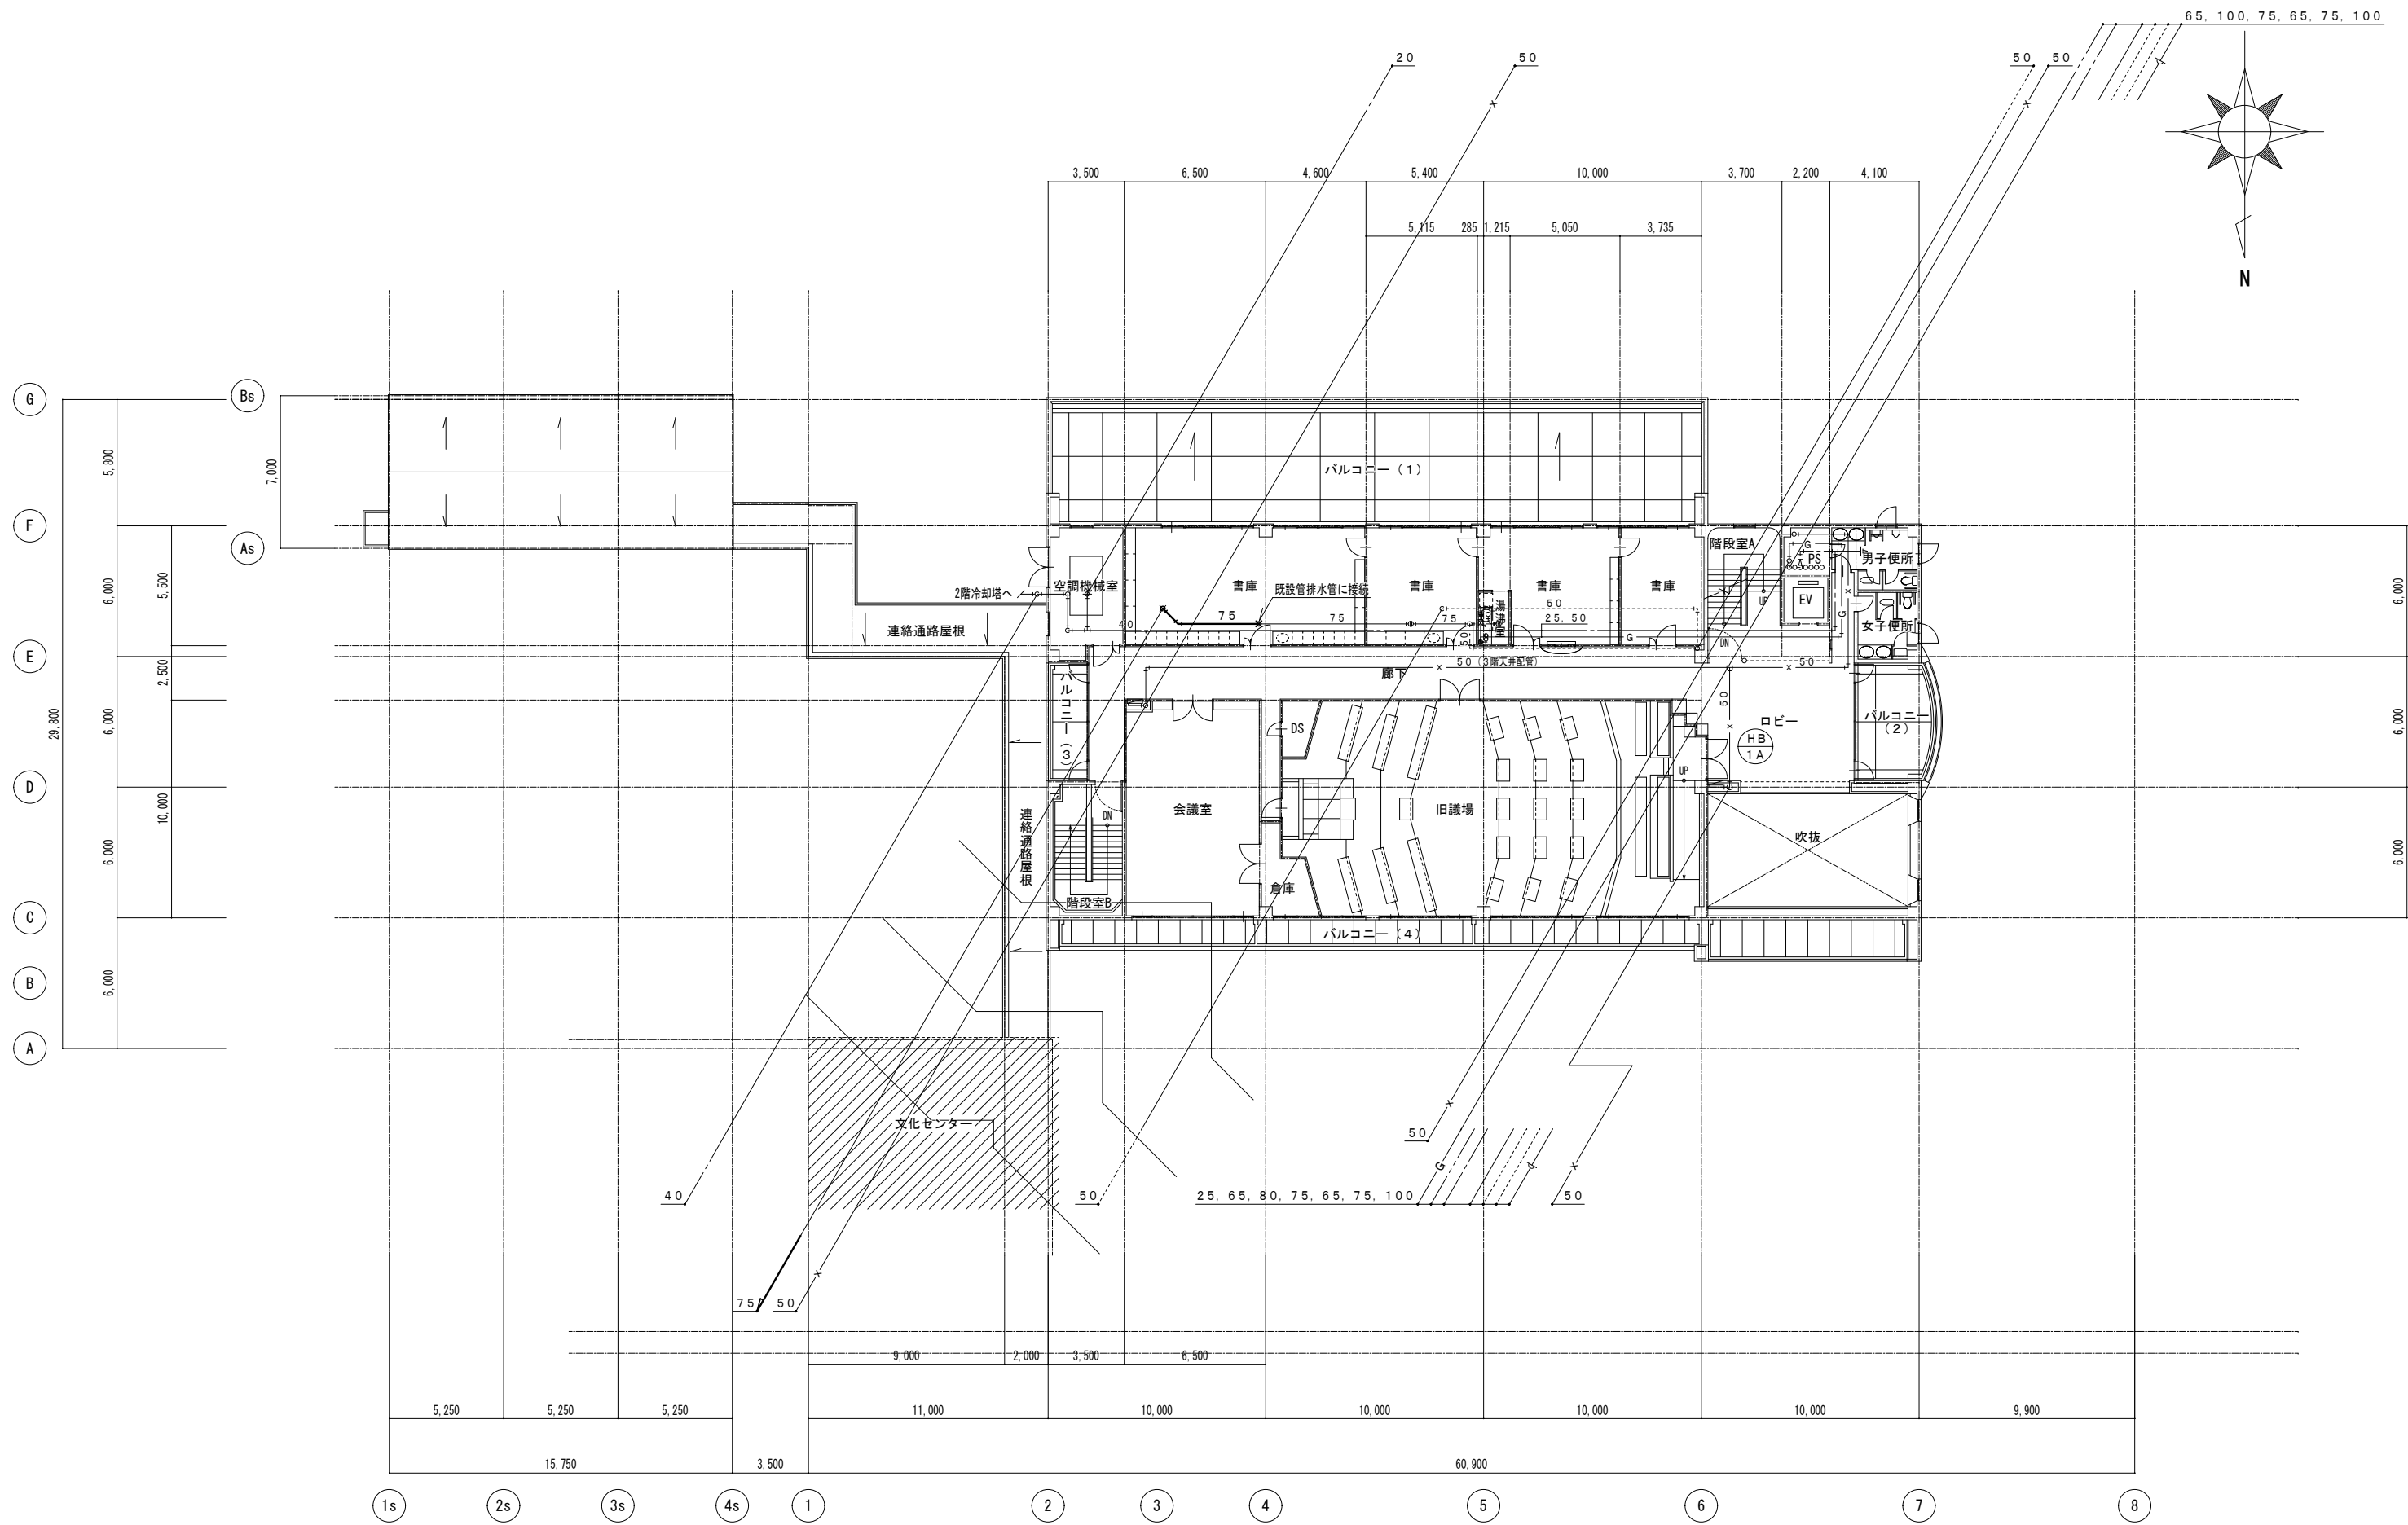 65, 100, 75, 65, 75, 100
20
50
50
50
3,500
6,500
4,600
5,400
10,000
3,700
2,200
4,100
5,115
285
1,215
5,050
3,735
N
G
Bs
F
As
E
D
C
B
A
29,800
5,800
6,000
6,000
6,000
6,000
5,500
2,500
10,000
7,000
6,000
6,000
6,000
バルコニー（１）
空調機械室
書庫
既設管排水管に接続
書庫
書庫
書庫
階段室A
PS
男子便所
EV
女子便所
UP
DN
2階冷却塔へ
40
75
75
75
50
50
25, 50
G
G
G
連絡通路屋根
50（3階天井配管）
50
50
廊下
バルコニー（３）
DS
ロビー
HB
1A
バルコニー
（２）
UP
連絡通路屋根
DN
会議室
旧議場
吹抜
倉庫
階段室B
バルコニー（４）
文化センター
40
50
50
G
25, 65, 80, 75, 65, 75, 100
50
75
50
9,000
2,000
3,500
6,500
5,250
5,250
5,250
11,000
10,000
10,000
10,000
10,000
9,900
15,750
3,500
60,900
1s
2s
3s
4s
1
2
3
4
5
6
7
8